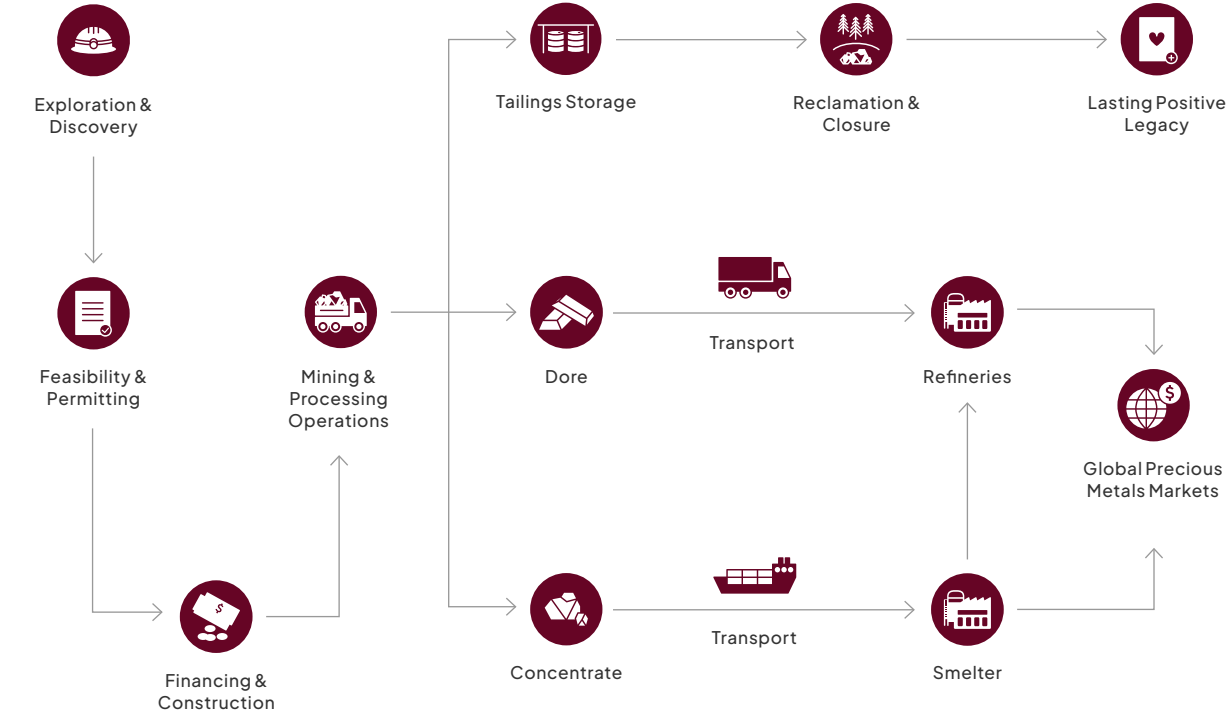 Exploration &
Discovery
Tailings Storage
Reclamation &
Closure
Lasting Positive
Legacy
Feasibility &
Permitting
Mining &
Processing
Operations
Dore
Transport
Refineries
$
Global Precious
Metals Markets
$
Financing &
Construction
Concentrate
Transport
Smelter